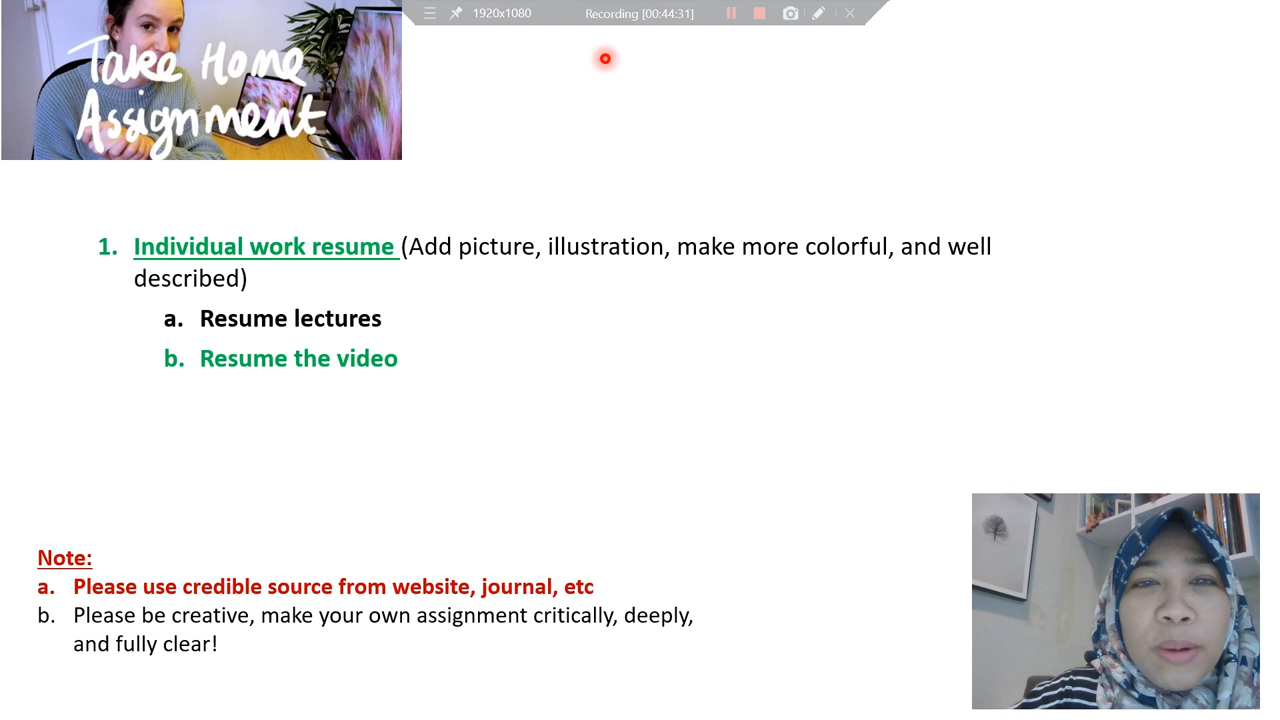 1920x1080
Recording [00:44:31]
Take Home
Assignment
1. Individual work resume (Add picture, illustration, make more colorful, and well
described)
a. Resume lectures
b. Resume the video
Note:
a. Please use credible source from website, journal, etc
b. Please be creative, make your own assignment critically, deeply,
and fully clear!